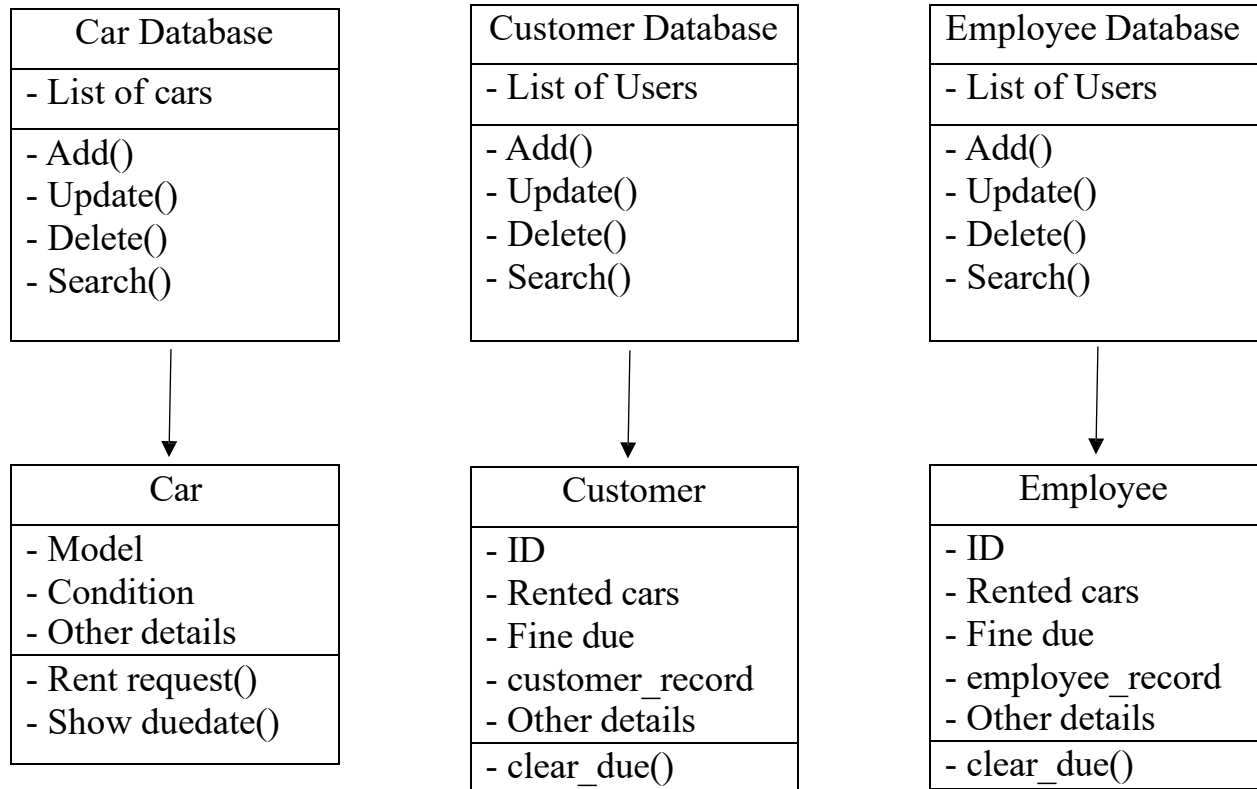 Car Database
- List of cars
- Add()
- Update()
- Delete()
- Search()
Customer Database
- List of Users
- Add()
- Update()
- Delete()
- Search()
Employee Database
- List of Users
- Add()
- Update()
- Delete()
- Search()
Car
- Model
- Condition
- Other details
- Rent request()
- Show duedate()
Customer
- ID
- Rented cars
- Fine due
- customer_record
- Other details
- clear_due()
Employee
- ID
- Rented cars
- Fine due
- employee_record
- Other details
- clear_due()